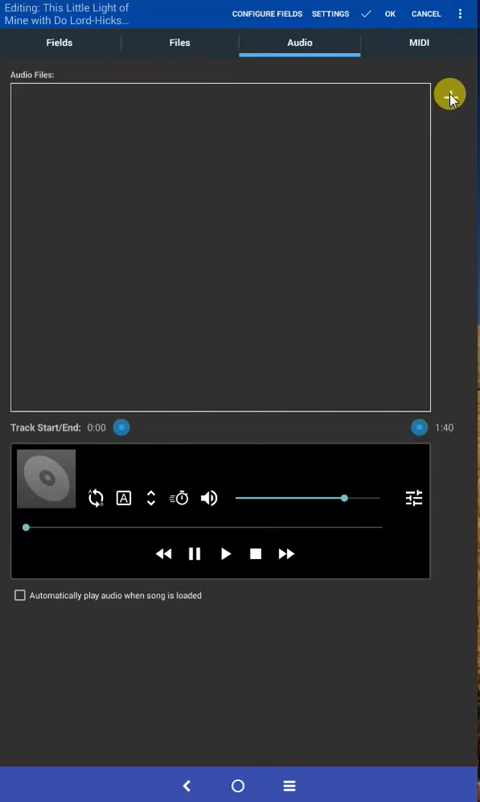 Editing: This Little Light of
Mine with Do Lord-Hicks...
CONFIGURE FIELDS SETTINGS OK CANCEL
Fields Files Audio MIDI
Audio Files:
Track Start/End: 0:00 1:40
A
Automatically play audio when song is loaded